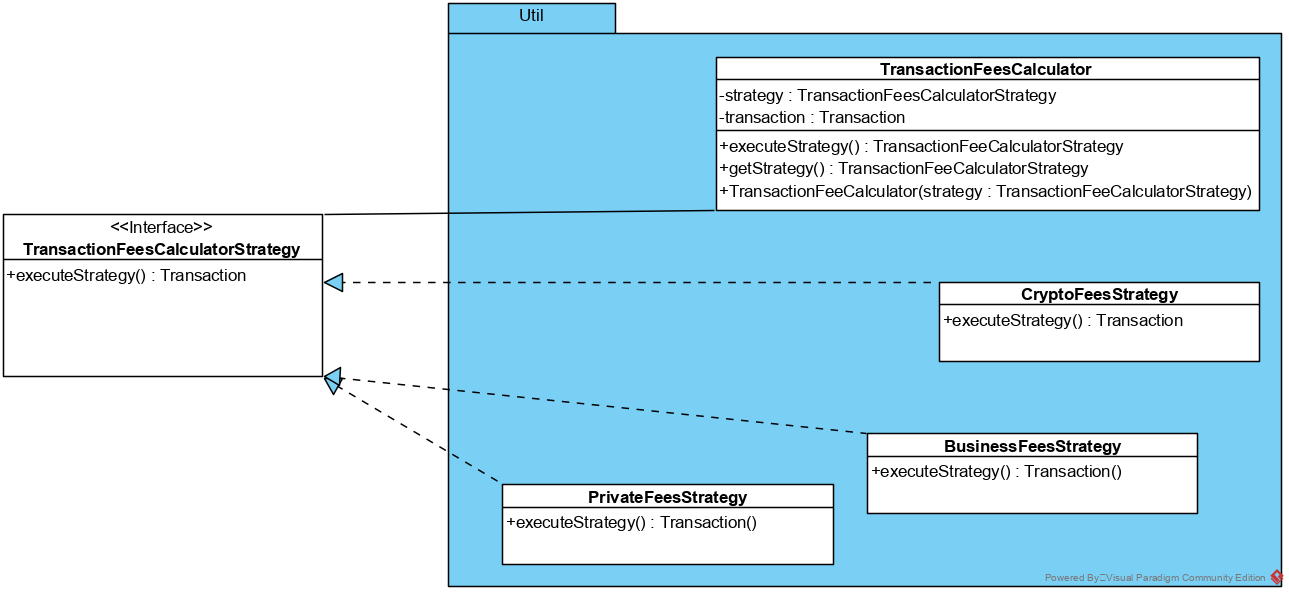 Util
TransactionFeesCalculator
-strategy : TransactionFeesCalculatorStrategy
-transaction : Transaction
+executeStrategy() : TransactionFeeCalculatorStrategy
+getStrategy() : TransactionFeeCalculatorStrategy
+TransactionFeeCalculator(strategy : TransactionFeeCalculatorStrategy)
<<Interface>>
TransactionFeesCalculatorStrategy
+executeStrategy() : Transaction
CryptoFeesStrategy
+executeStrategy() : Transaction
BusinessFeesStrategy
+executeStrategy() : Transaction()
PrivateFeesStrategy
+executeStrategy() : Transaction()
Powered By Visual Paradigm Community Edition